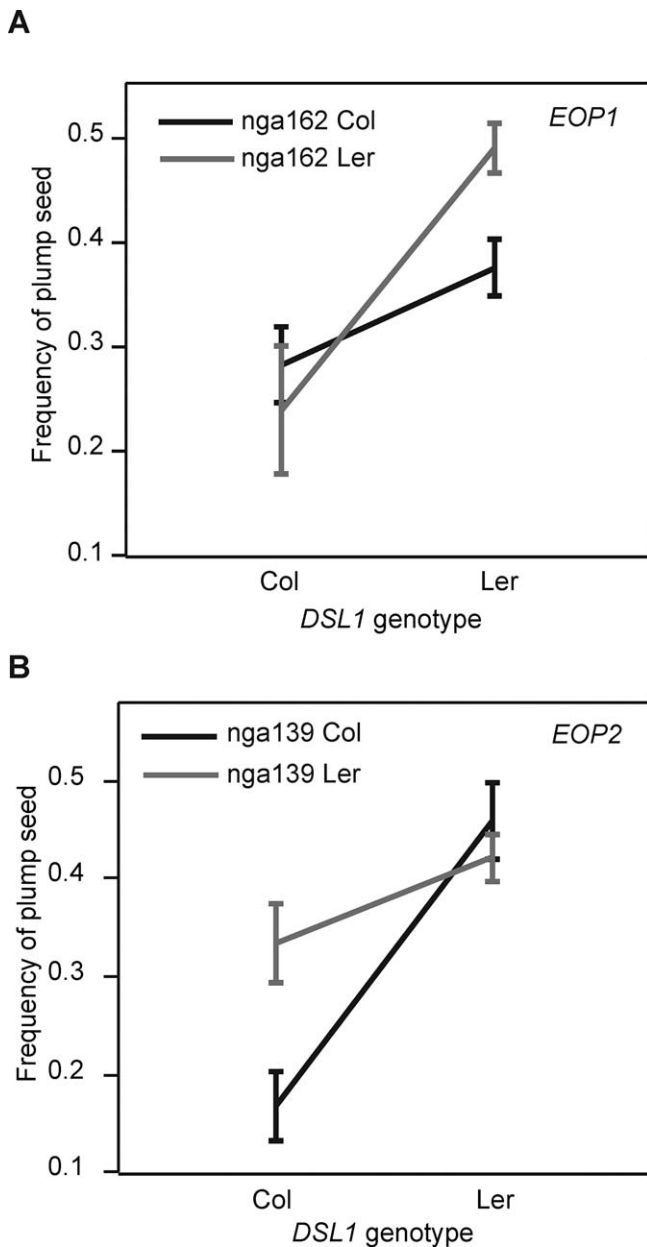 A
nga162 Col
EOP1
nga162 Ler
0.5
0.4
0.3
0.2
0.1
Frequency of plump seed
Col
Ler
DSL1 genotype
B
nga139 Col
EOP2
nga139 Ler
0.5
0.4
0.3
0.2
0.1
Frequency of plump seed
Col
Ler
DSL1 genotype